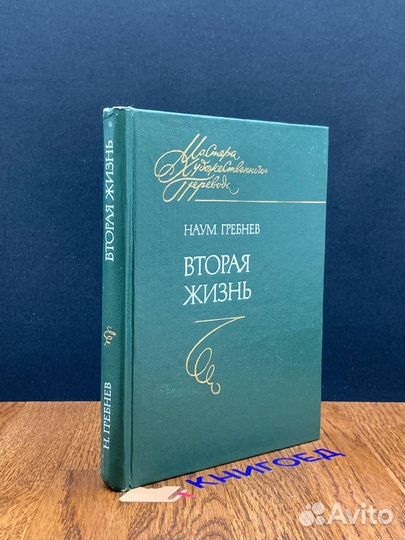 Мастера
Художественного
Перевода
НАУМ ГРЕБНЕВ
ВТОРАЯ
ЖИЗНЬ
Н. ГРЕБНЕВ
ВТОРАЯ ЖИЗНЬ
КНИГОЕД
Avito